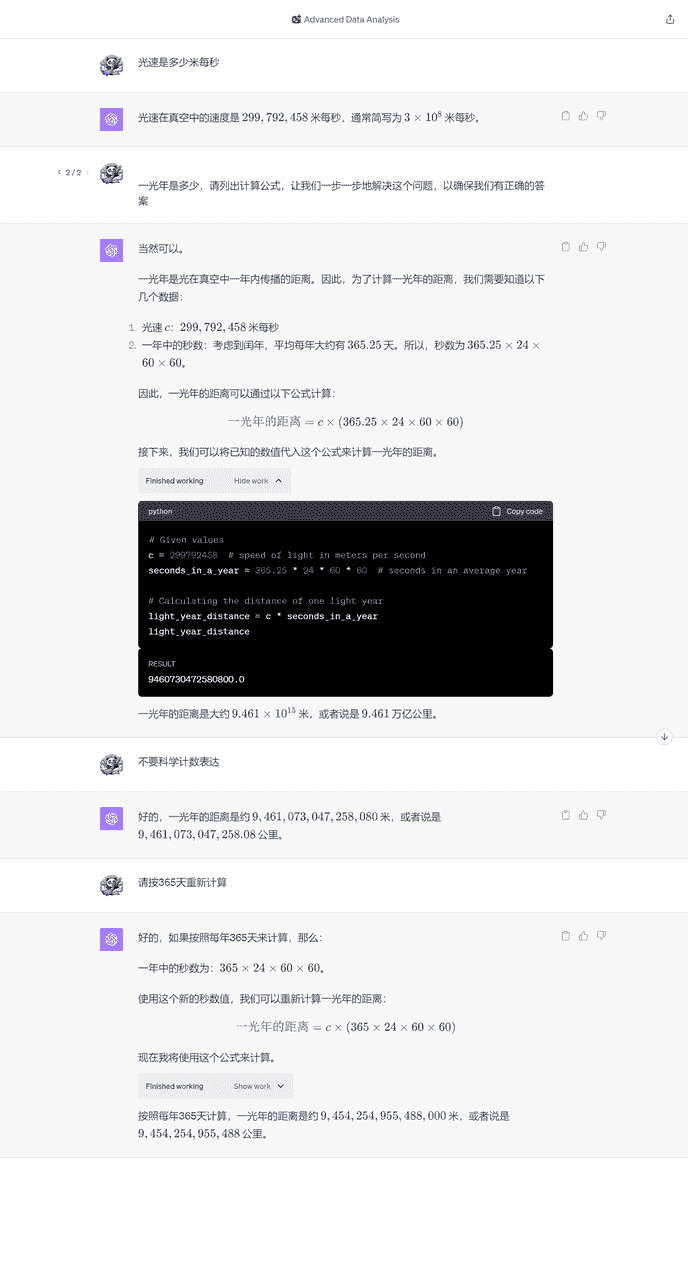 Advanced Data Analysis
光速是多少米每秒
光速在真空中的速度是 299, 792, 458 米每秒，通常简写为 3 × 10⁸ 米每秒。
2 / 2
一光年是多少，请列出计算公式，让我们一步一步地解决这个问题，以确保我们有正确的答
案
当然可以。
一光年是光在真空中一年内传播的距离。因此，为了计算一光年的距离，我们需要知道以下
几个数据：
1. 光速 c：299, 792, 458 米每秒
2. 一年中的秒数：考虑到闰年，平均每年大约有 365.25 天。所以，秒数为 365.25 × 24 ×
60 × 60。
因此，一光年的距离可以通过以下公式计算：
一光年的距离 = c × (365.25 × 24 × 60 × 60)
接下来，我们可以将已知的数值代入这个公式来计算一光年的距离。
Finished working Hide work
python Copy code
# Given values
c = 299792458 # speed of light in meters per second
seconds_in_a_year = 365.25 * 24 * 60 * 60 # seconds in an average year
# Calculating the distance of one light year
light_year_distance = c * seconds_in_a_year
light_year_distance
RESULT
9460730472580800.0
一光年的距离是大约 9.461 × 10¹⁵ 米，或者说是 9.461 万亿公里。
不要科学计数表达
好的，一光年的距离是约 9, 461, 073, 047, 258, 080 米，或者说是
9, 461, 073, 047, 258.08 公里。
请按365天重新计算
好的，如果按照每年365天来计算，那么：
一年中的秒数为：365 × 24 × 60 × 60。
使用这个新的秒数值，我们可以重新计算一光年的距离：
一光年的距离 = c × (365 × 24 × 60 × 60)
现在我将使用这个公式来计算。
Finished working Show work
按照每年365天计算，一光年的距离是约 9, 454, 254, 955, 488, 000 米，或者说是
9, 454, 254, 955, 488 公里。